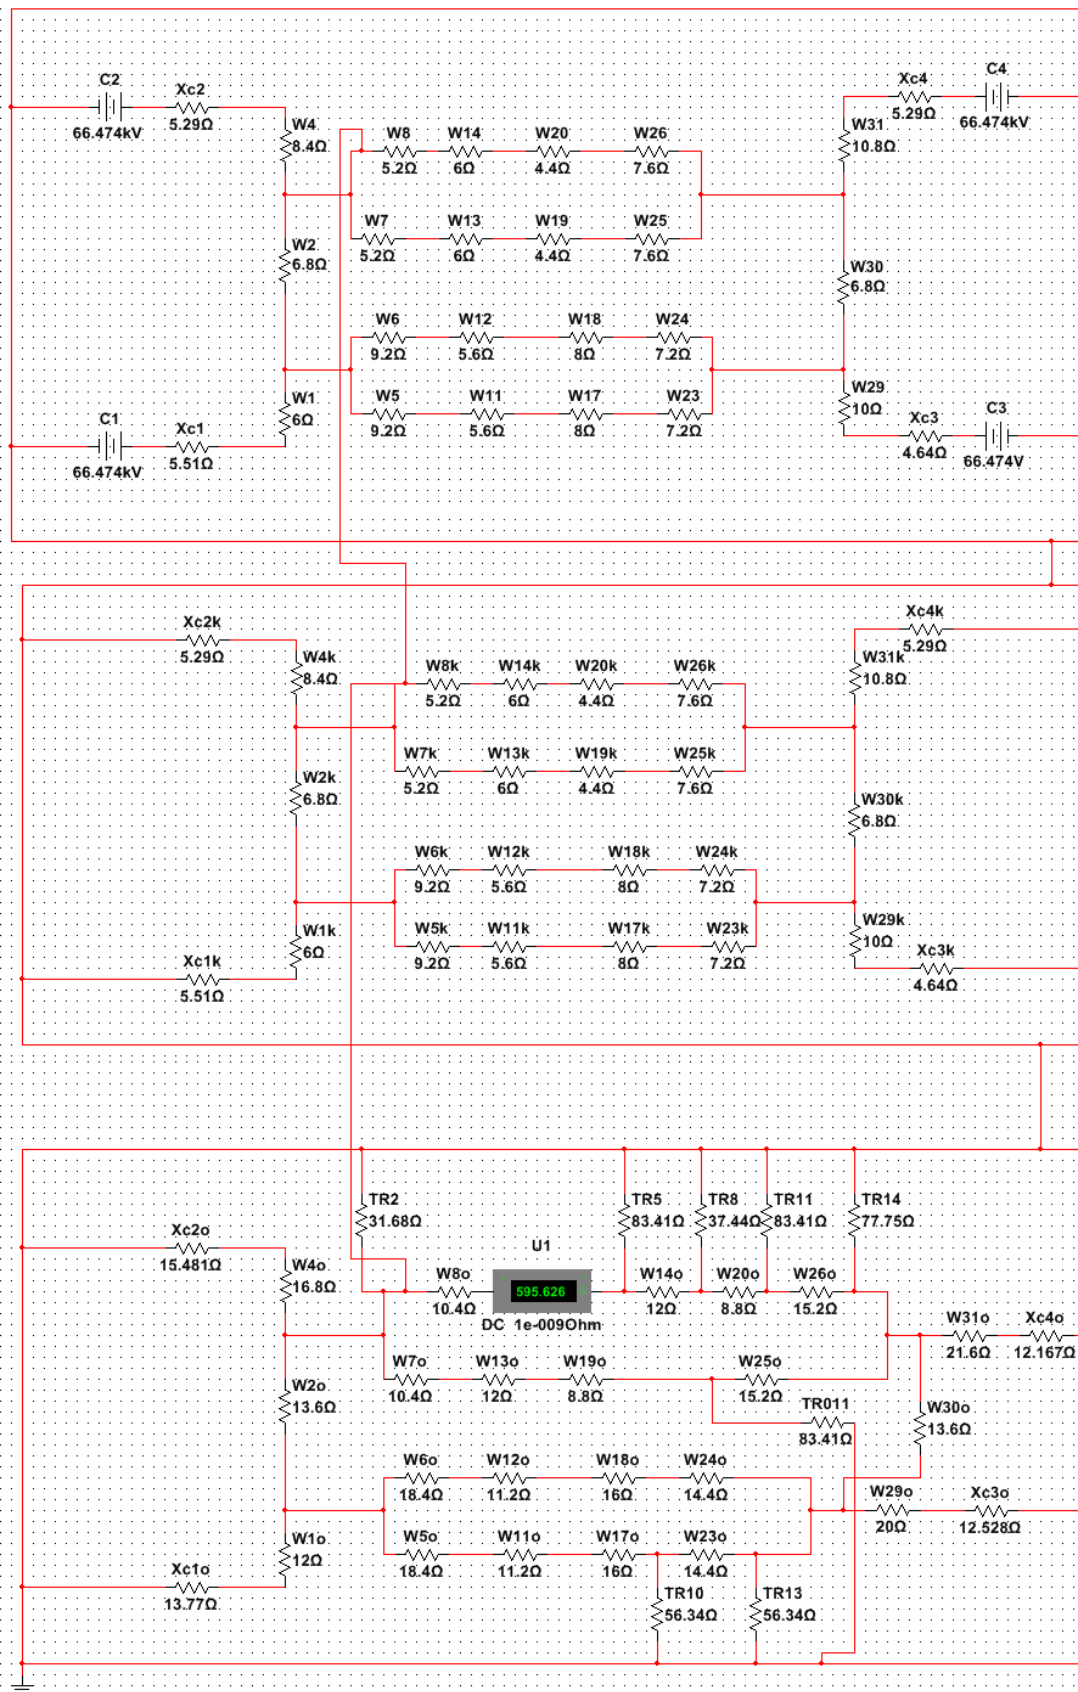 C2
66.474kV
Xc2
5.29Ω
W4
8.4Ω
W8
5.2Ω
W14
6Ω
W20
4.4Ω
W26
7.6Ω
W31
10.8Ω
Xc4
5.29Ω
C4
66.474kV
W7
5.2Ω
W13
6Ω
W19
4.4Ω
W25
7.6Ω
W2
6.8Ω
W30
6.8Ω
W6
9.2Ω
W12
5.6Ω
W18
8Ω
W24
7.2Ω
W5
9.2Ω
W11
5.6Ω
W17
8Ω
W23
7.2Ω
W1
6Ω
C1
66.474kV
Xc1
5.51Ω
W29
10Ω
Xc3
4.64Ω
C3
66.474V
Xc2k
5.29Ω
W4k
8.4Ω
W8k
5.2Ω
W14k
6Ω
W20k
4.4Ω
W26k
7.6Ω
Xc4k
5.29Ω
W31k
10.8Ω
W7k
5.2Ω
W13k
6Ω
W19k
4.4Ω
W25k
7.6Ω
W2k
6.8Ω
W30k
6.8Ω
W6k
9.2Ω
W12k
5.6Ω
W18k
8Ω
W24k
7.2Ω
W5k
9.2Ω
W11k
5.6Ω
W17k
8Ω
W23k
7.2Ω
W1k
6Ω
Xc1k
5.51Ω
W29k
10Ω
Xc3k
4.64Ω
TR2
31.68Ω
TR5
83.41Ω
TR8
37.44Ω
TR11
83.41Ω
TR14
77.75Ω
Xc2o
15.481Ω
W4o
16.8Ω
U1
595.626
DC 1e-009Ohm
W8o
10.4Ω
W14o
12Ω
W20o
8.8Ω
W26o
15.2Ω
W31o
21.6Ω
Xc4o
12.167Ω
W7o
10.4Ω
W13o
12Ω
W19o
8.8Ω
W25o
15.2Ω
TR011
83.41Ω
W30o
13.6Ω
W2o
13.6Ω
W6o
18.4Ω
W12o
11.2Ω
W18o
16Ω
W24o
14.4Ω
W29o
20Ω
Xc3o
12.528Ω
W5o
18.4Ω
W11o
11.2Ω
W17o
16Ω
W23o
14.4Ω
W1o
12Ω
Xc1o
13.77Ω
TR10
56.34Ω
TR13
56.34Ω